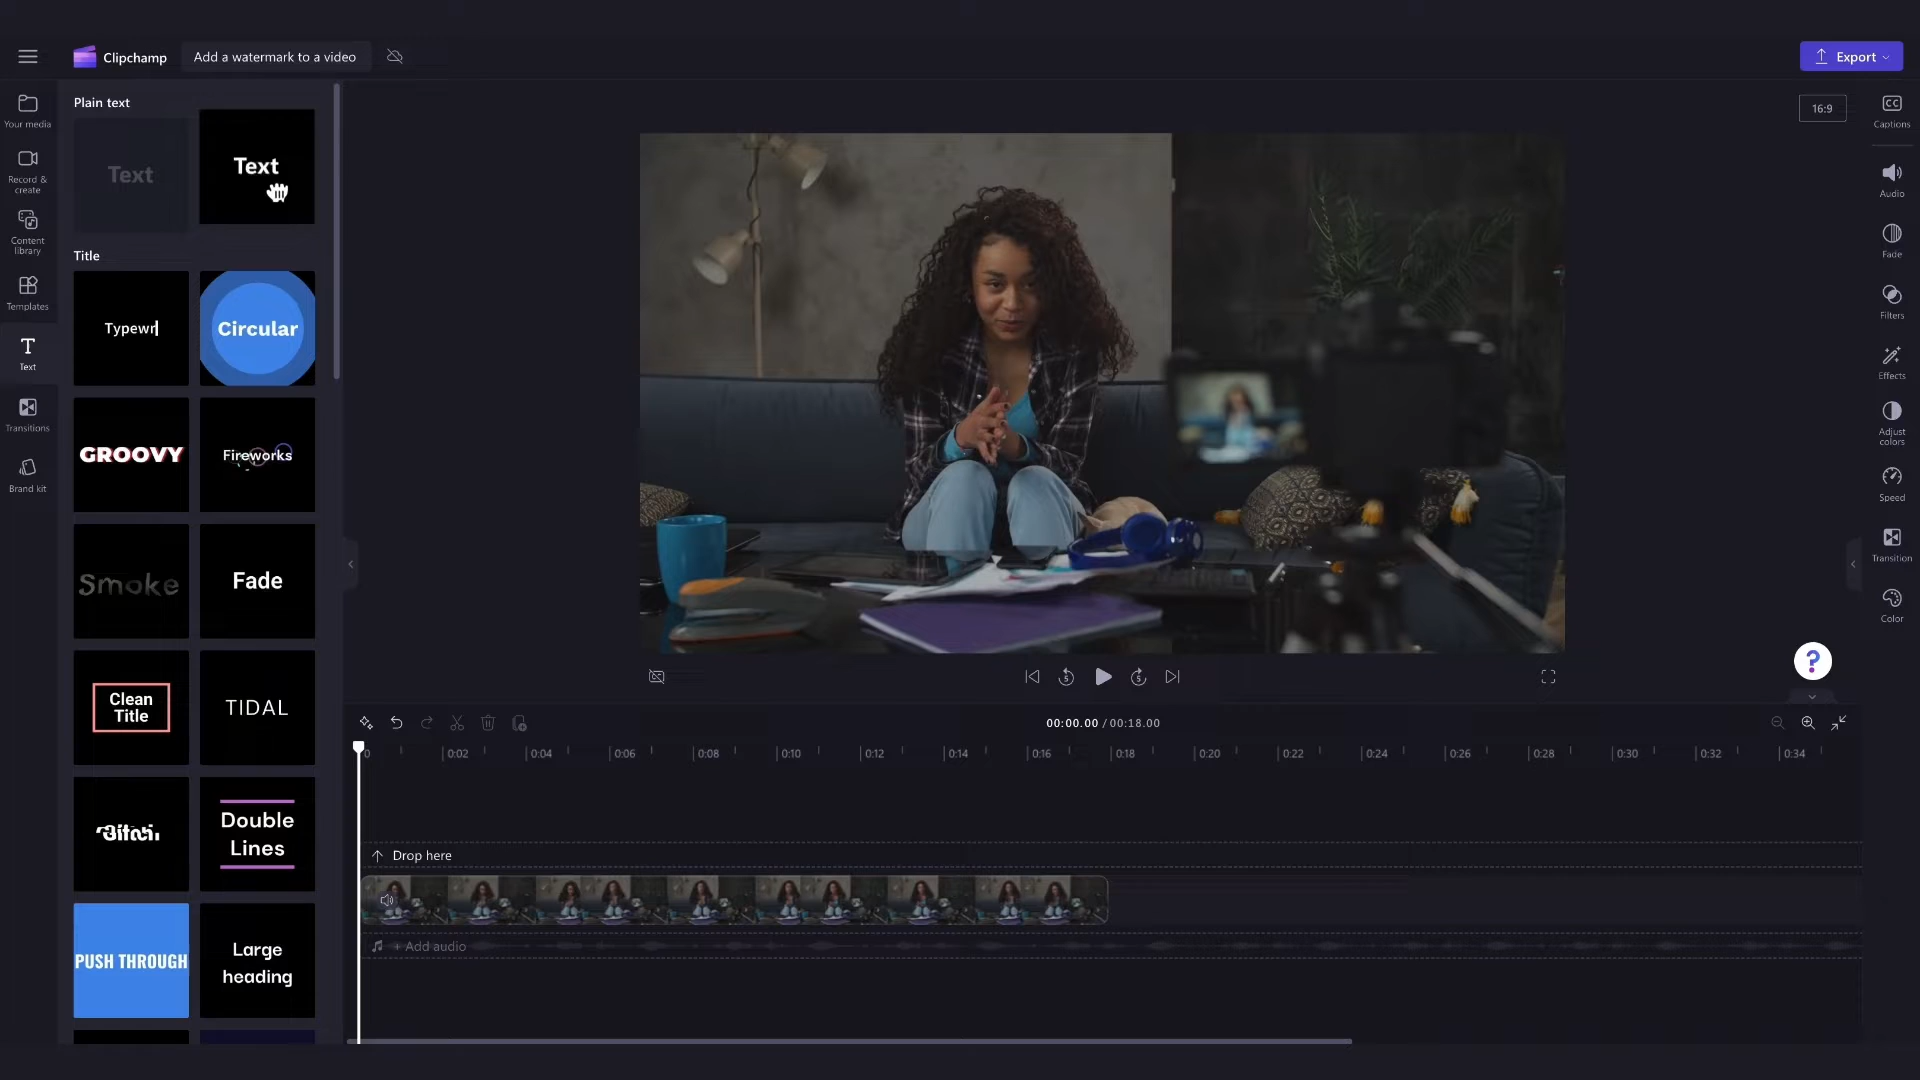 Clipchamp
Add a watermark to a video
Export
Your media
Record &
create
Content
library
Templates
Text
Transitions
Brand kit
Plain text
Text
Text
Title
Typewr
Circular
GROOVY
Fireworks
Smoke
Fade
Clean
Title
TIDAL
Double
Lines
PUSH THROUGH
Large
heading
16:9
CC
Captions
Audio
Fade
Filters
Effects
Adjust
colors
Speed
Transition
Color
?
5
5
00:00.00 / 00:18.00
0
0:02
0:04
0:06
0:08
0:10
0:12
0:14
0:16
0:18
0:20
0:22
0:24
0:26
0:28
0:30
0:32
0:34
Drop here
+ Add audio